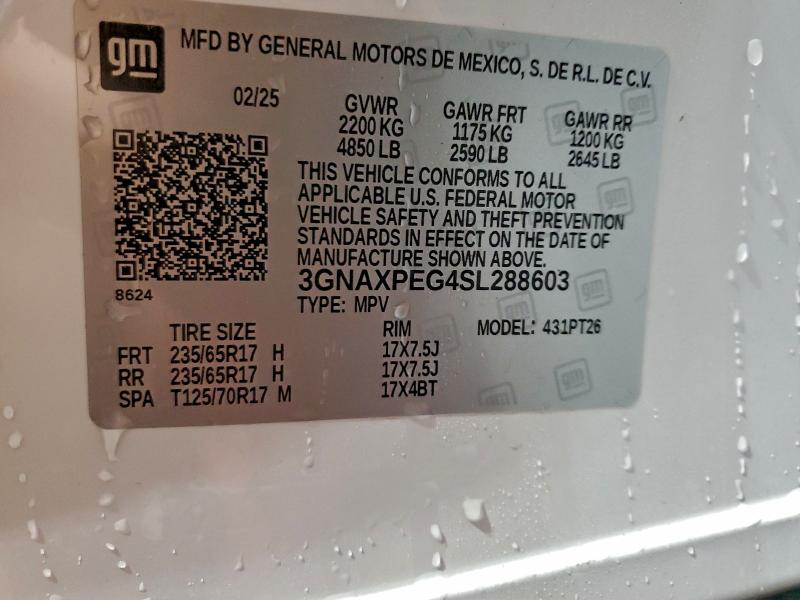 gm MFD BY GENERAL MOTORS DE MEXICO, S. DE R.L. DE C.V.
02/25 GVWR GAWR FRT GAWR RR
2200 KG 1175 KG 1200 KG
4850 LB 2590 LB 2645 LB
THIS VEHICLE CONFORMS TO ALL
APPLICABLE U.S. FEDERAL MOTOR
VEHICLE SAFETY AND THEFT PREVENTION
STANDARDS IN EFFECT ON THE DATE OF
MANUFACTURE SHOWN ABOVE.
3GNAXPEG4SL288603
8624
TYPE: MPV
TIRE SIZE RIM MODEL: 431PT26
FRT 235/65R17 H 17X7.5J
RR 235/65R17 H 17X7.5J
SPA T125/70R17 M 17X4BT